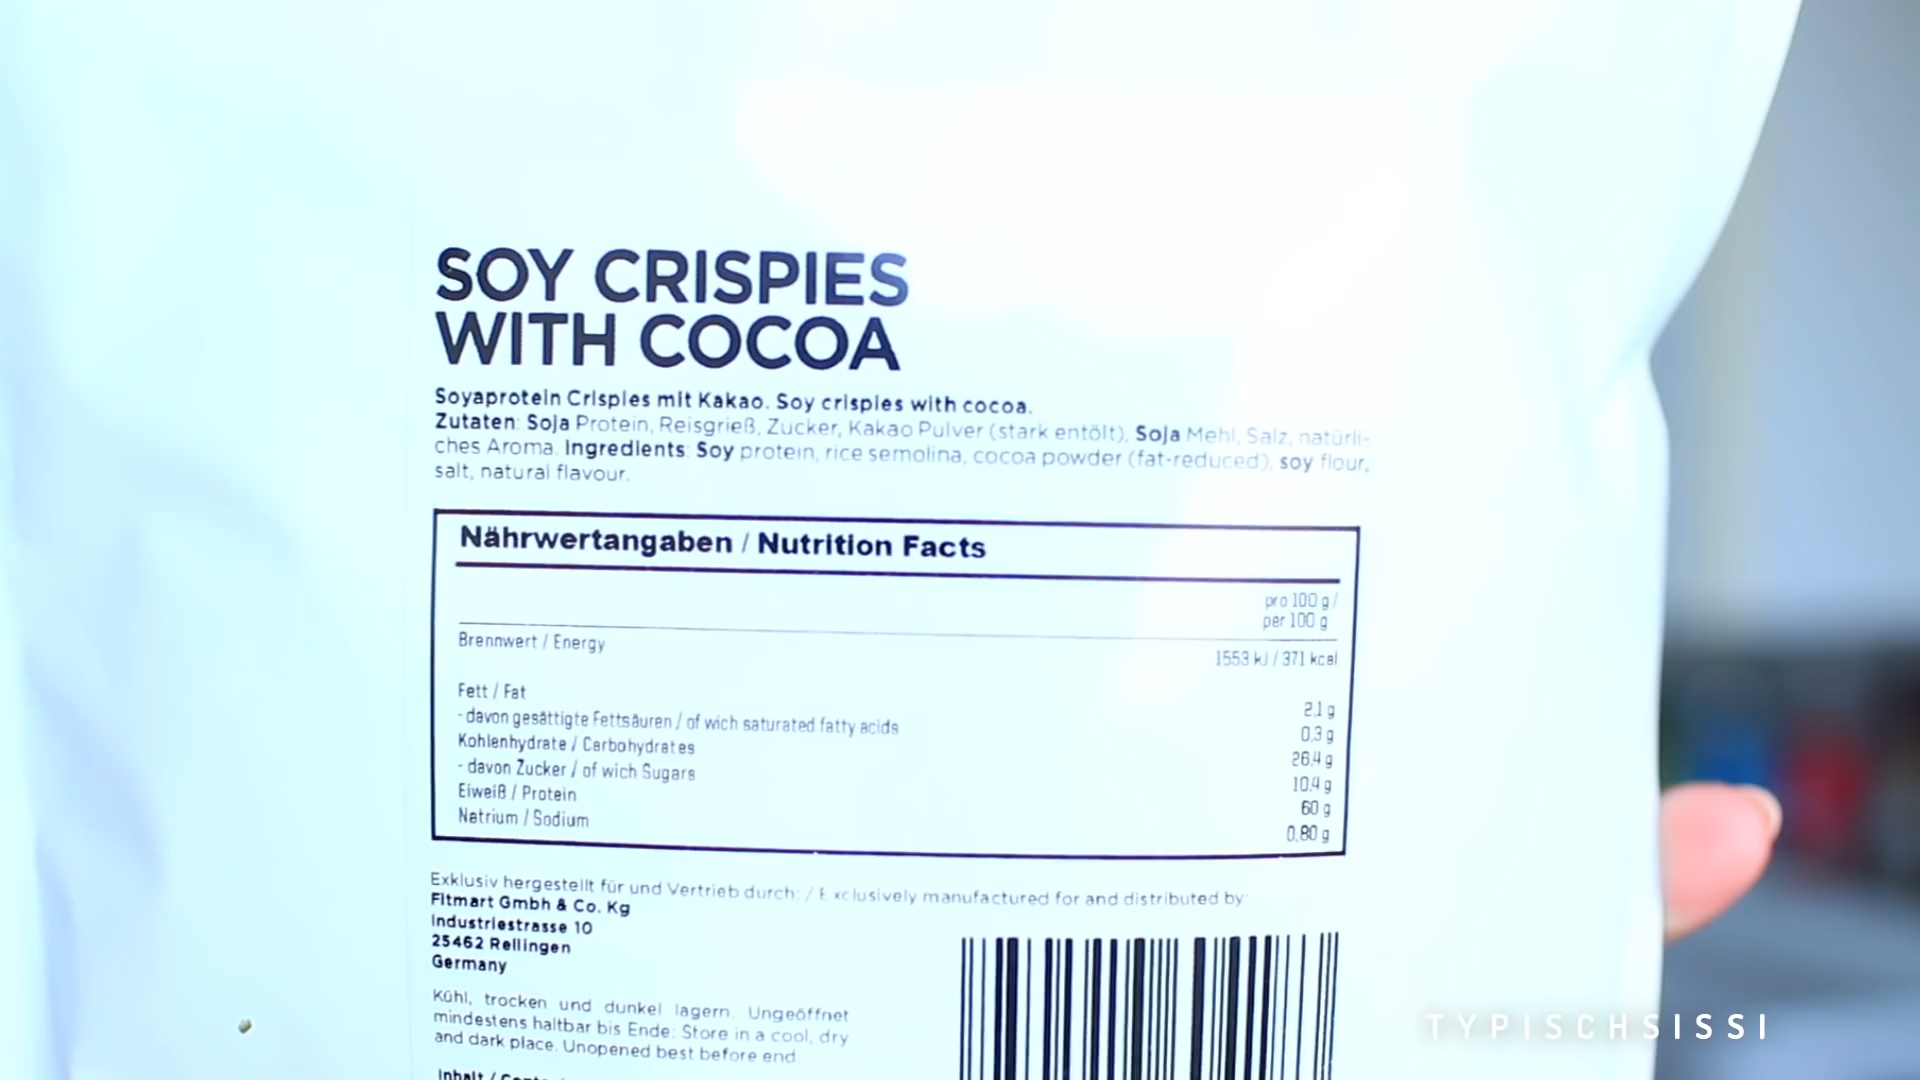 SOY CRISPIES
WITH COCOA
Soyaprotein Crispies mit Kakao. Soy crispies with cocoa.
Zutaten: Soja Protein, Reisgrieß, Zucker, Kakao Pulver (stark entölt), Soja Mehl, Salz, natürli-
ches Aroma. Ingredients: Soy protein, rice semolina, cocoa powder (fat-reduced), soy flour,
salt, natural flavour.
Nährwertangaben / Nutrition Facts
pro 100 g /
per 100 g
Brennwert / Energy 1553 kJ / 371 kcal
Fett / Fat 2.1 g
- davon gesättigte Fettsäuren / of wich saturated fatty acids 0.3 g
Kohlenhydrate / Carbohydrates 26.4 g
- davon Zucker / of wich Sugars 10.4 g
Eiweiß / Protein 60 g
Natrium / Sodium 0.80 g
Exklusiv hergestellt für und Vertrieb durch: / Exclusively manufactured for and distributed by:
Fitmart Gmbh & Co. Kg
Industriestrasse 10
25462 Rellingen
Germany
Kühl, trocken und dunkel lagern. Ungeöffnet
mindestens haltbar bis Ende: Store in a cool, dry
and dark place. Unopened best before end
Inhalt /
TYPISCHSISSI